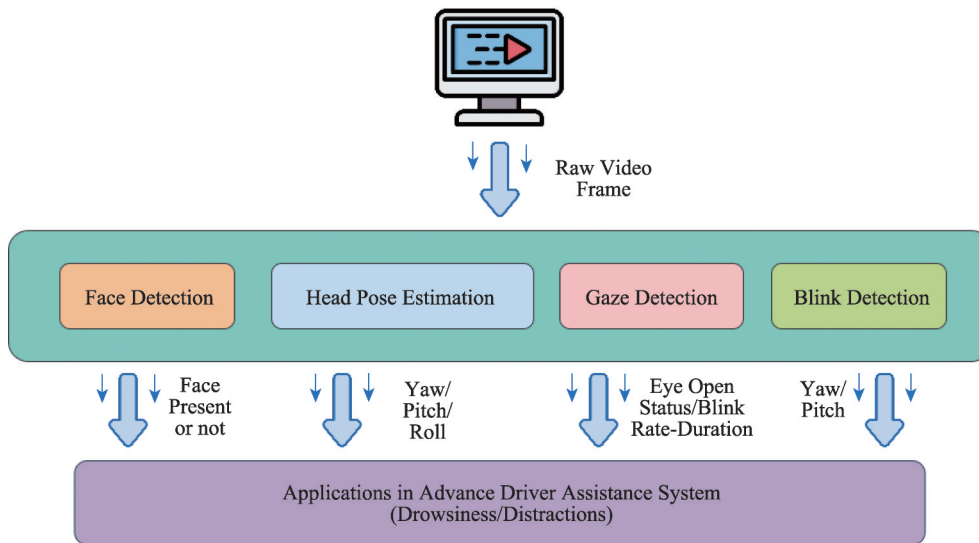 Raw Video
Frame
Face Detection
Head Pose Estimation
Gaze Detection
Blink Detection
Face
Present
or not
Yaw/
Pitch/
Roll
Eye Open
Status/Blink
Rate-Duration
Yaw/
Pitch
Applications in Advance Driver Assistance System
(Drowsiness/Distractions)